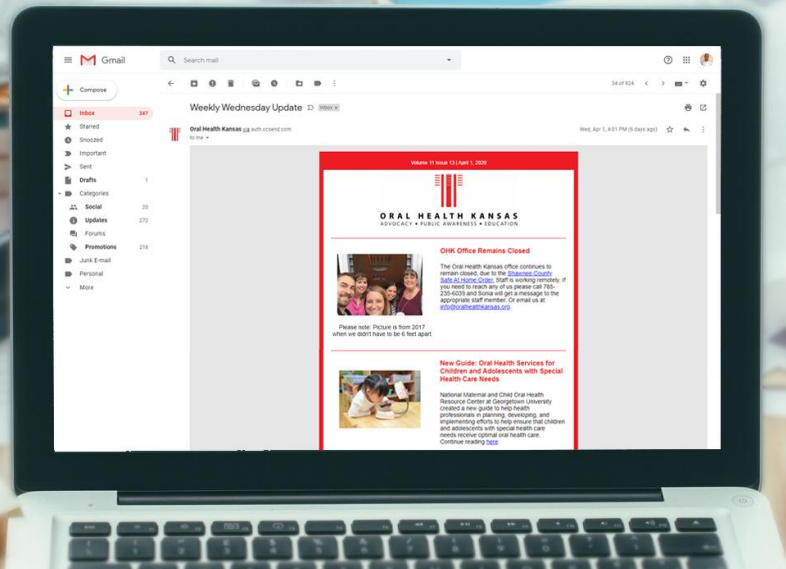 Gmail
Search mail
Compose
34 of 824
Inbox 347
Starred
Snoozed
Important
Sent
Drafts 1
Categories
Social 20
Updates 272
Forums
Promotions 218
Junk E-mail
Personal
More
Weekly Wednesday Update Inbox x
Oral Health Kansas via auth.ccsend.com
to me
Wed, Apr 1, 4:01 PM (6 days ago)
Volume 11 Issue 13 | April 1, 2020
ORAL HEALTH KANSAS
ADVOCACY • PUBLIC AWARENESS • EDUCATION
OHK Office Remains Closed
The Oral Health Kansas office continues to
remain closed, due to the Shawnee County
Safe At Home Order. Staff is working remotely. If
you need to reach any of us please call 785-
235-6039 and Sonia will get a message to the
appropriate staff member. Or email us at
info@oralhealthkansas.org.
Please note: Picture is from 2017
when we didn't have to be 6 feet apart
New Guide: Oral Health Services for
Children and Adolescents with Special
Health Care Needs
National Maternal and Child Oral Health
Resource Center at Georgetown University
created a new guide to help health
professionals in planning, developing, and
implementing efforts to help ensure that children
and adolescents with special health care
needs receive optimal oral health care.
Continue reading here.